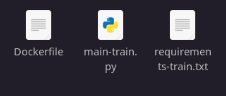 Dockerfile
main-train.
py
requiremen
ts-train.txt